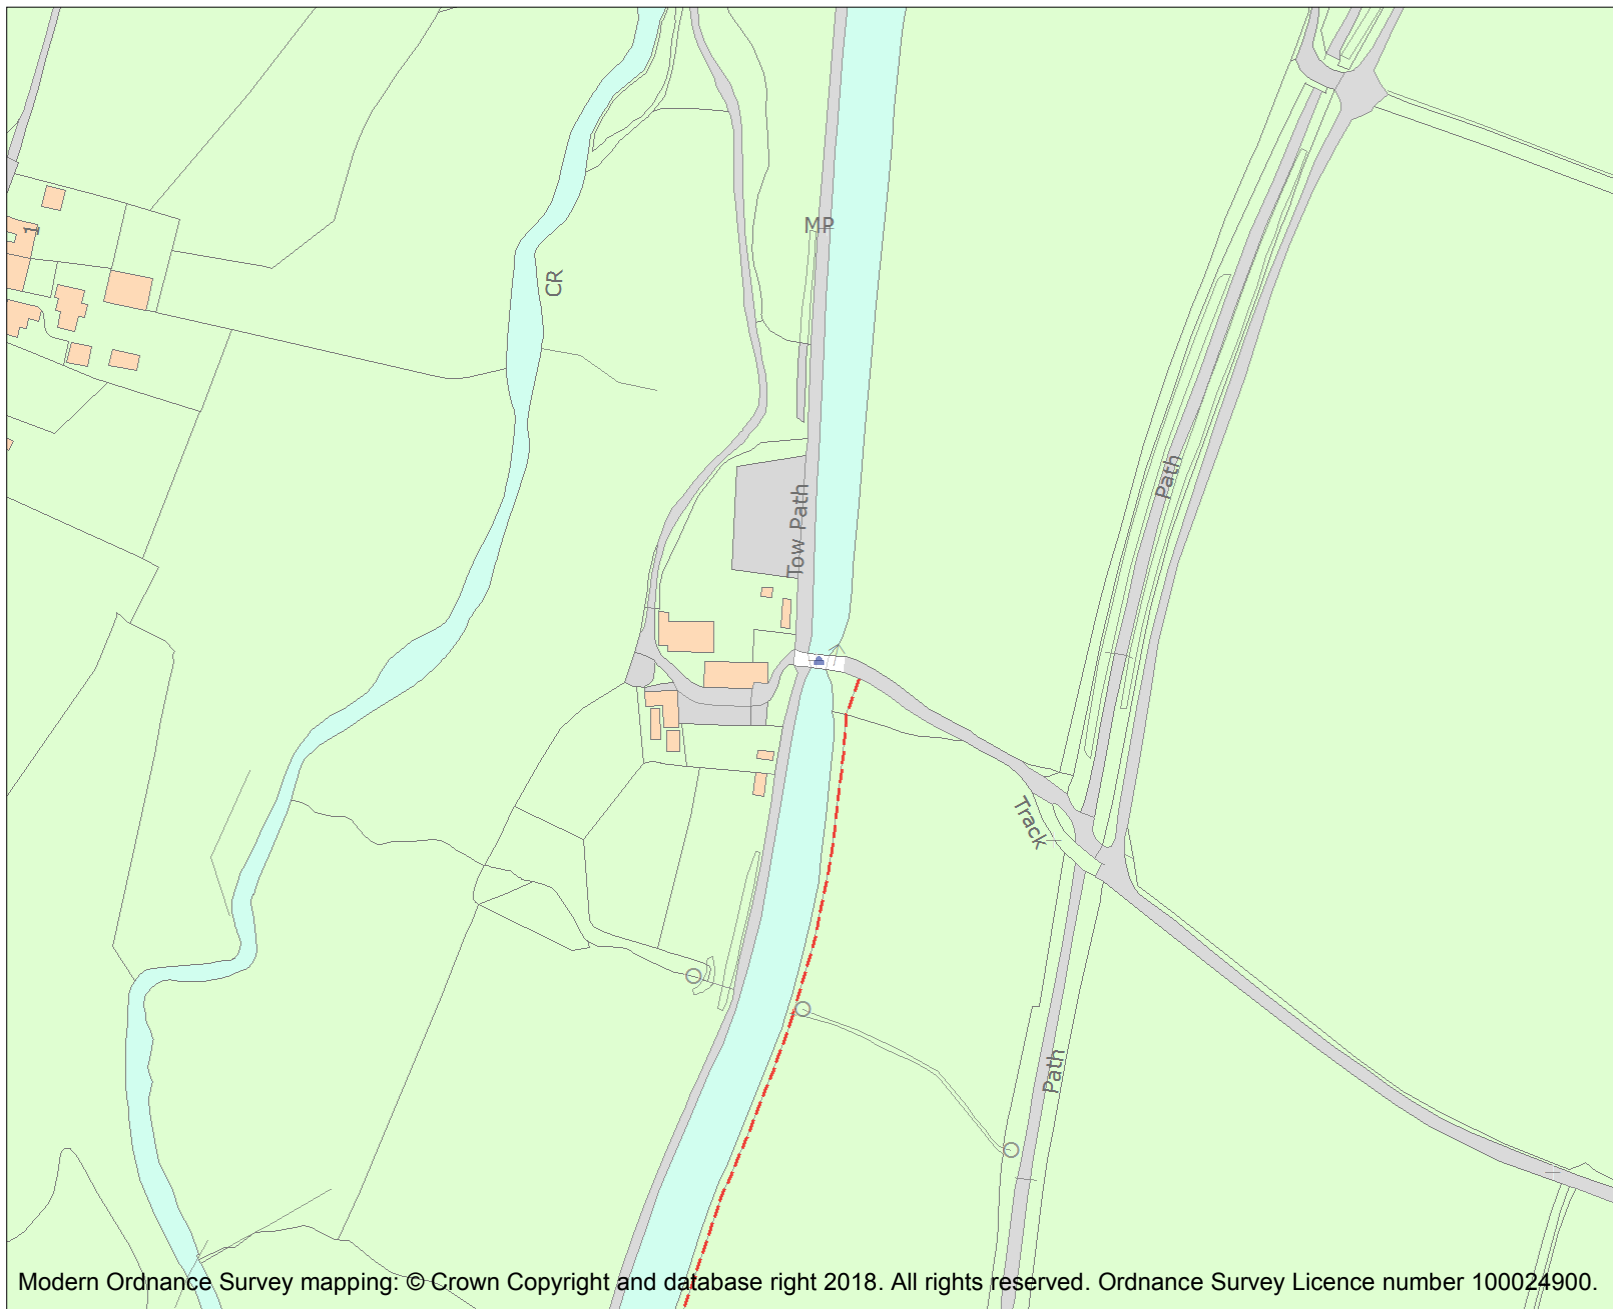 MP
1
CR
Path
Tow Path
Track
Path
Modern Ordnance Survey mapping: © Crown Copyright and database right 2018. All rights reserved. Ordnance Survey Licence number 100024900.